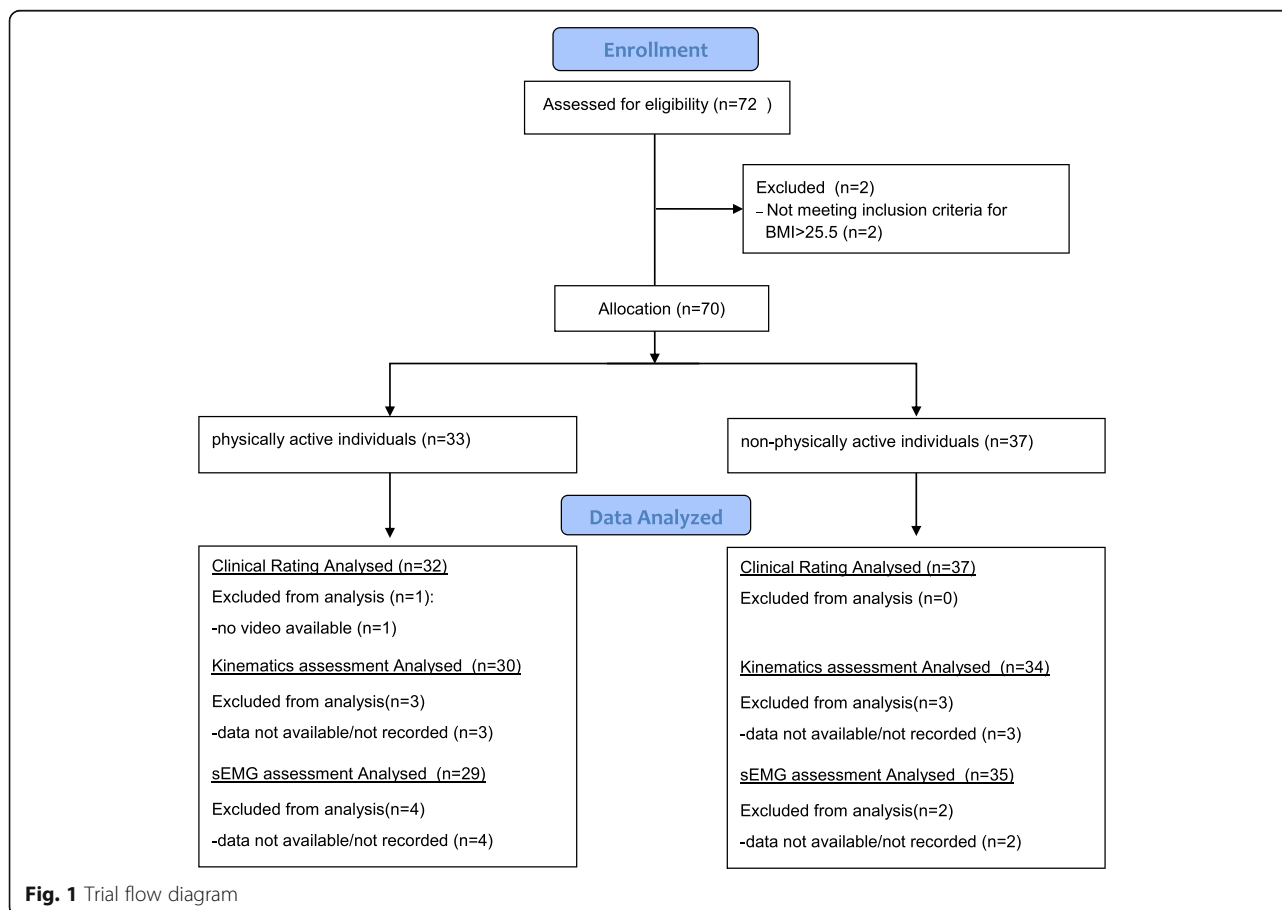 Enrollment
Assessed for eligibility (n=72 )
Excluded (n=2)
– Not meeting inclusion criteria for
BMI>25.5 (n=2)
Allocation (n=70)
physically active individuals (n=33)
non-physically active individuals (n=37)
Data Analyzed
Clinical Rating Analysed (n=32)
Excluded from analysis (n=1):
-no video available (n=1)
Kinematics assessment Analysed (n=30)
Excluded from analysis(n=3)
-data not available/not recorded (n=3)
sEMG assessment Analysed (n=29)
Excluded from analysis(n=4)
-data not available/not recorded (n=4)
Clinical Rating Analysed (n=37)
Excluded from analysis (n=0)
Kinematics assessment Analysed (n=34)
Excluded from analysis(n=3)
-data not available/not recorded (n=3)
sEMG assessment Analysed (n=35)
Excluded from analysis(n=2)
-data not available/not recorded (n=2)
Fig. 1 Trial flow diagram